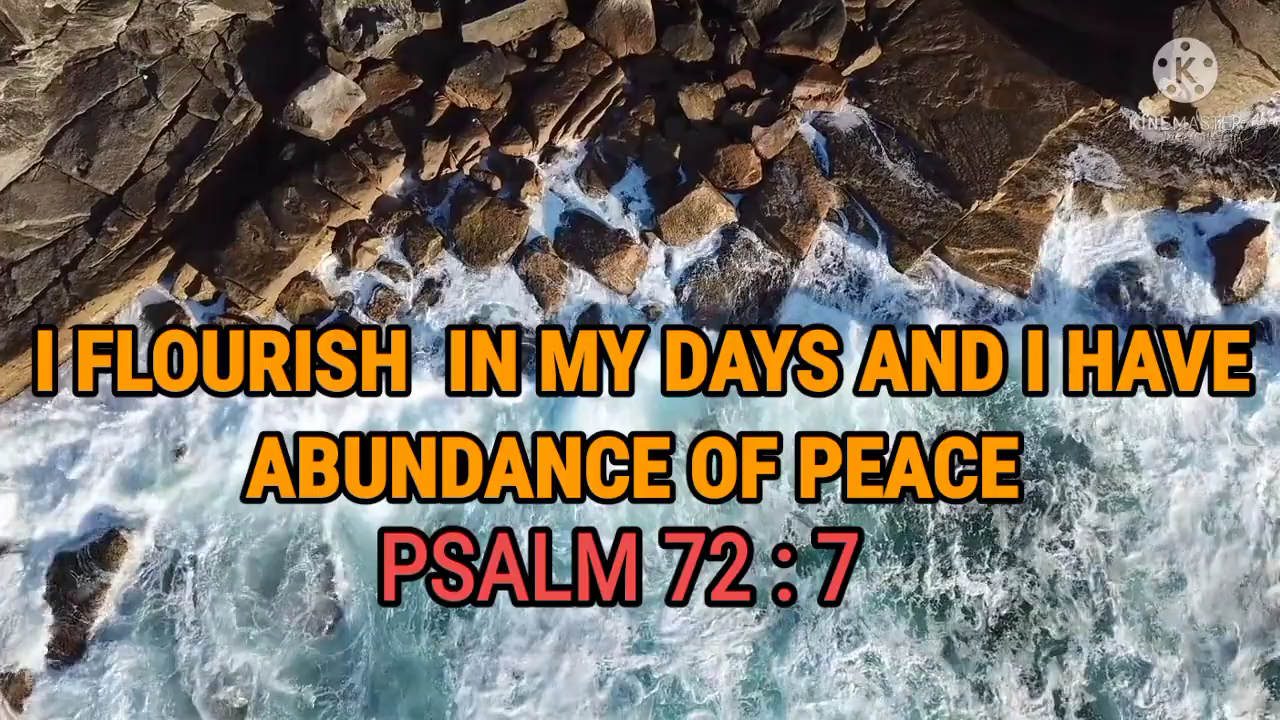 K
KINEMASTER
I FLOURISH IN MY DAYS AND I HAVE
ABUNDANCE OF PEACE
PSALM 72 : 7